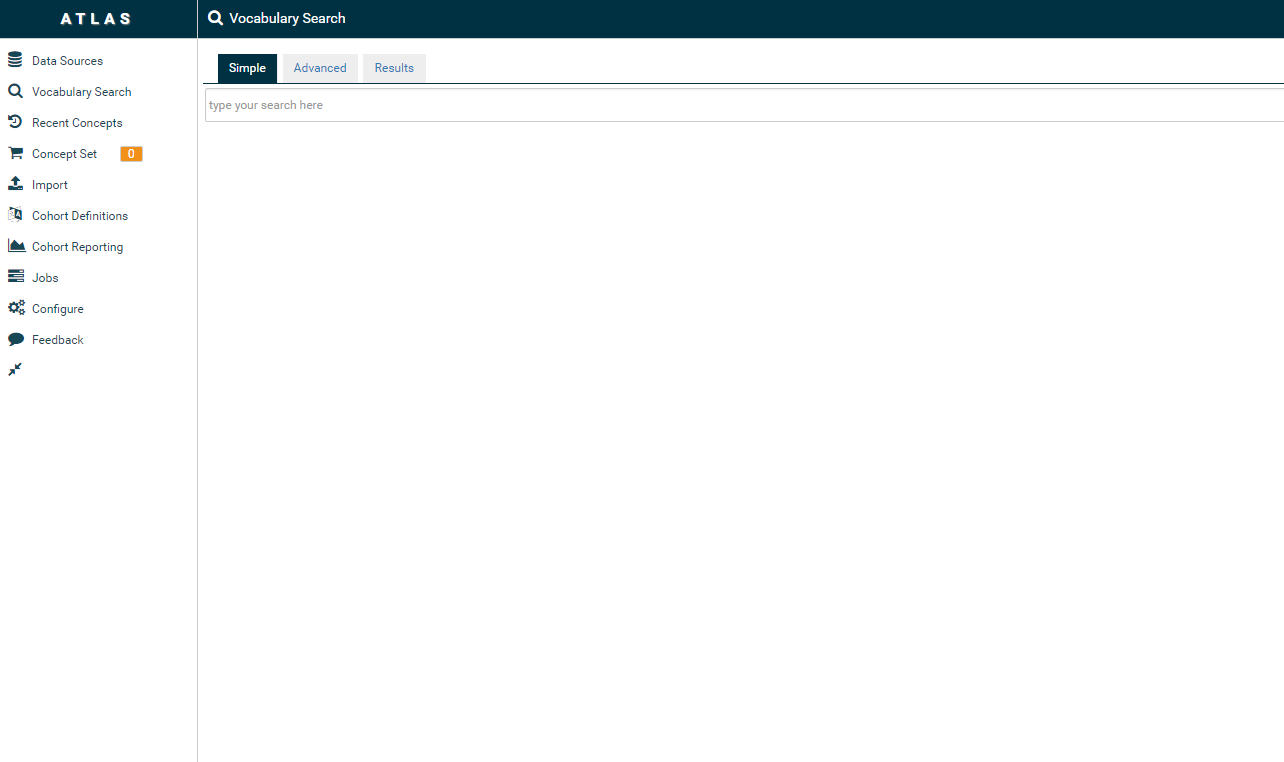 ATLAS
Vocabulary Search
Data Sources
Vocabulary Search
Recent Concepts
Concept Set 0
Import
Cohort Definitions
Cohort Reporting
Jobs
Configure
Feedback
Simple Advanced Results
type your search here